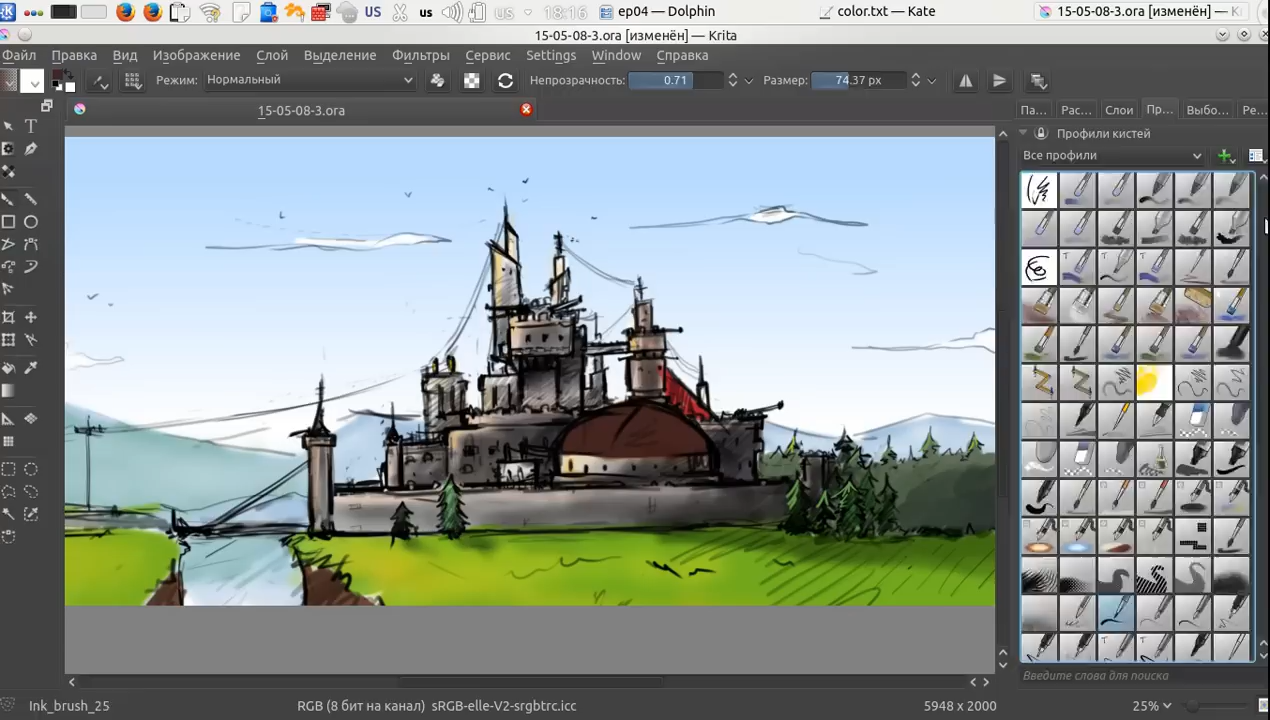 US us us 18:16 ep04 — Dolphin color.txt — Kate 15-05-08-3.ora [изменён] — Kr
15-05-08-3.ora [изменён] — Krita
Файл Правка Вид Изображение Слой Выделение Фильтры Сервис Settings Window Справка
Режим: Нормальный Непрозрачность: 0.71 Размер: 74.37 px
15-05-08-3.ora Па... Рас... Слои Пр... Выбо... Ре...
Профили кистей
Все профили
Введите слова для поиска
Ink_brush_25 RGB (8 бит на канал) sRGB-elle-V2-srgbtrc.icc 5948 x 2000 25%